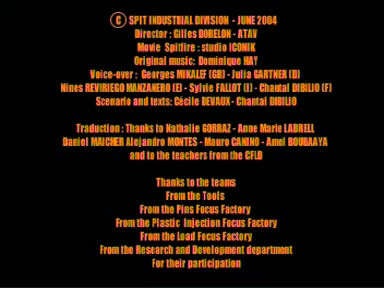 © SPIT INDUSTRIAL DIVISION - JUNE 2004
Director : Gilles DORELON - ATAV
Movie Spitfire : studio ICONIK
Original music: Dominique HAY
Voice-over : Georges MIKALEF (GB) - Julia GARTNER (D)
Nines REVIRIEGO MANZANERO (E) - Sylvie FALLOT (I) - Chantal DIBILIO (F)
Scenario and texts: Cécile DEVAUX - Chantal DIBILIO
Traduction : Thanks to Nathalie GORRAZ - Anne Marie LABRELL
Daniel MAICHER Alejandro MONTES - Mauro CANINO - Amel BOUBAAYA
and to the teachers from the CFLD
Thanks to the teams
From the Tools
From the Pins Focus Factory
From the Plastic Injection Focus Factory
From the Load Focus Factory
From the Research and Development department
For their participation